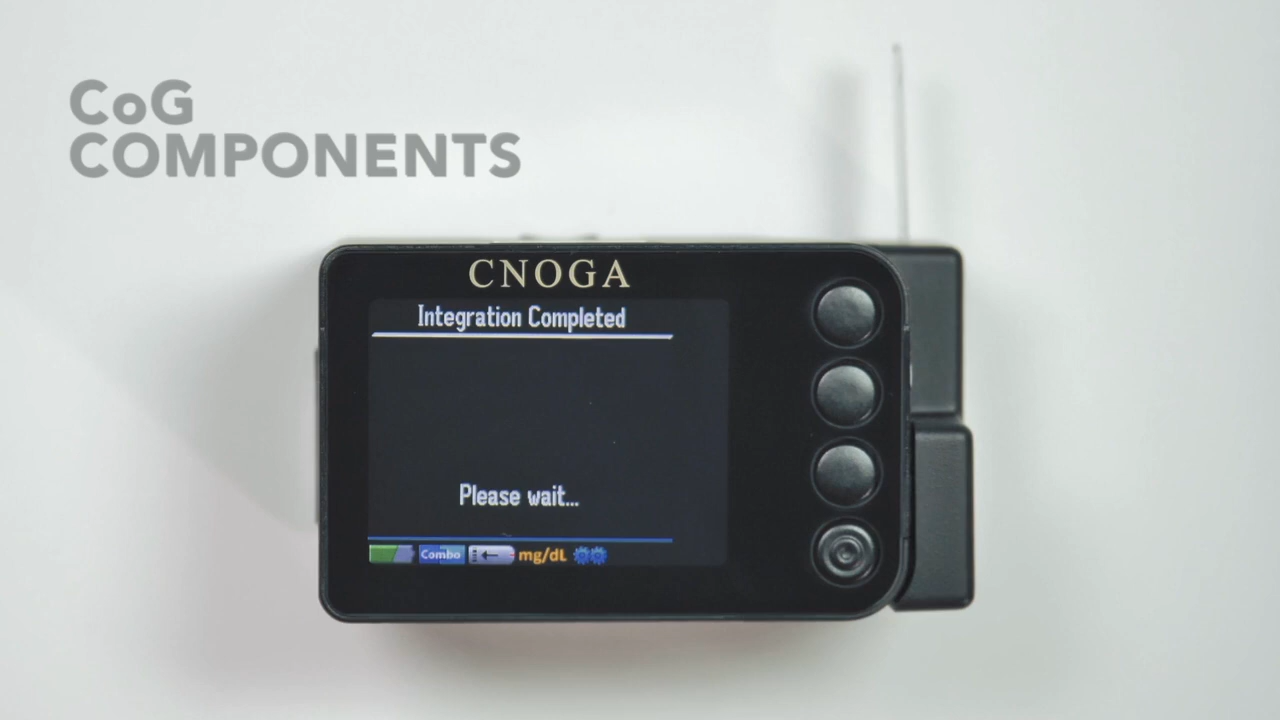 CoG
COMPONENTS
CNOGA
Integration Completed
Please wait...
Combo mg/dL